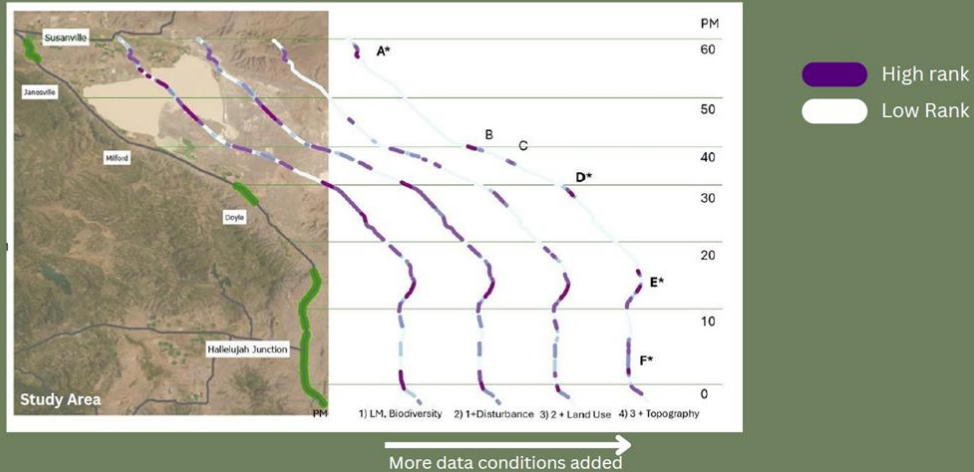 PM
Susanville
A*
60
High rank
Janesville
Low Rank
50
B
C
Milford
40
D*
30
Doyle
20
E*
10
Hallelujah Junction
F*
0
Study Area
PM
1) LM, Biodiversity
2) 1+Disturbance
3) 2 + Land Use
4) 3 + Topography
More data conditions added